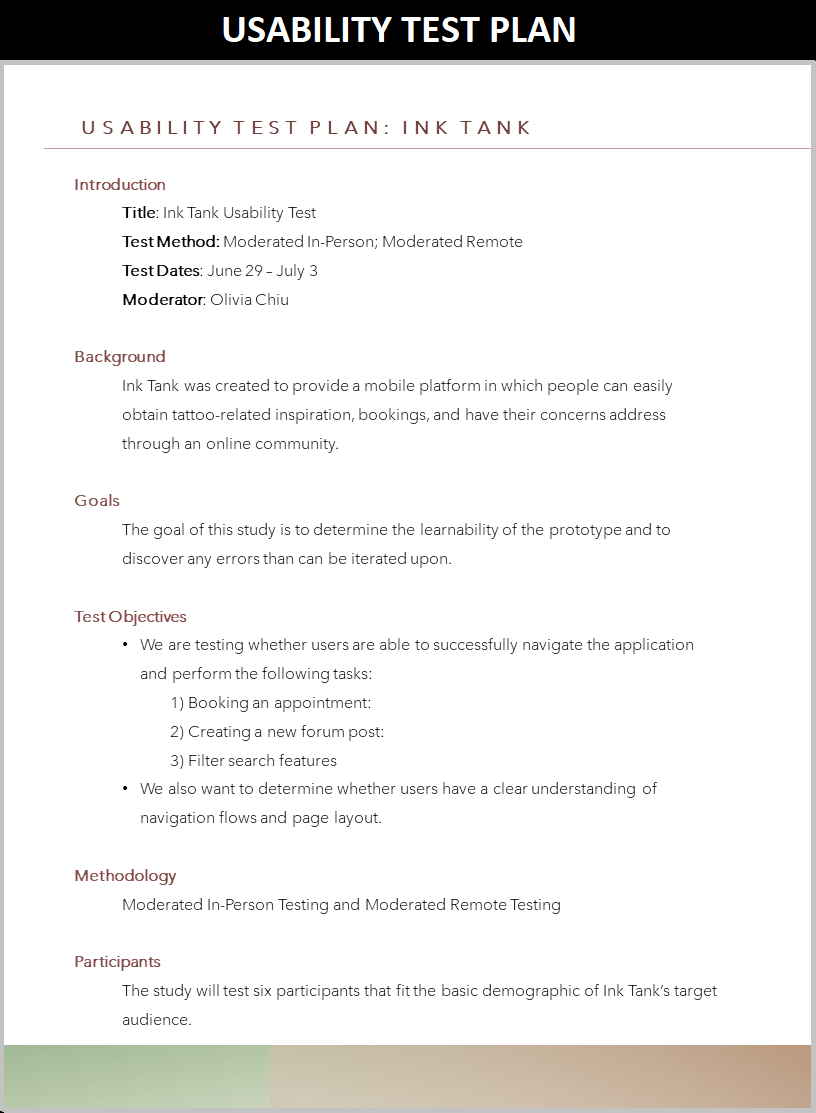 USABILITY TEST PLAN
USABILITY TEST PLAN: INK TANK
Introduction
Title: Ink Tank Usability Test
Test Method: Moderated In-Person; Moderated Remote
Test Dates: June 29 – July 3
Moderator: Olivia Chiu
Background
Ink Tank was created to provide a mobile platform in which people can easily
obtain tattoo-related inspiration, bookings, and have their concerns address
through an online community.
Goals
The goal of this study is to determine the learnability of the prototype and to
discover any errors than can be iterated upon.
Test Objectives
• We are testing whether users are able to successfully navigate the application
and perform the following tasks:
1) Booking an appointment:
2) Creating a new forum post:
3) Filter search features
• We also want to determine whether users have a clear understanding of
navigation flows and page layout.
Methodology
Moderated In-Person Testing and Moderated Remote Testing
Participants
The study will test six participants that fit the basic demographic of Ink Tank's target
audience.